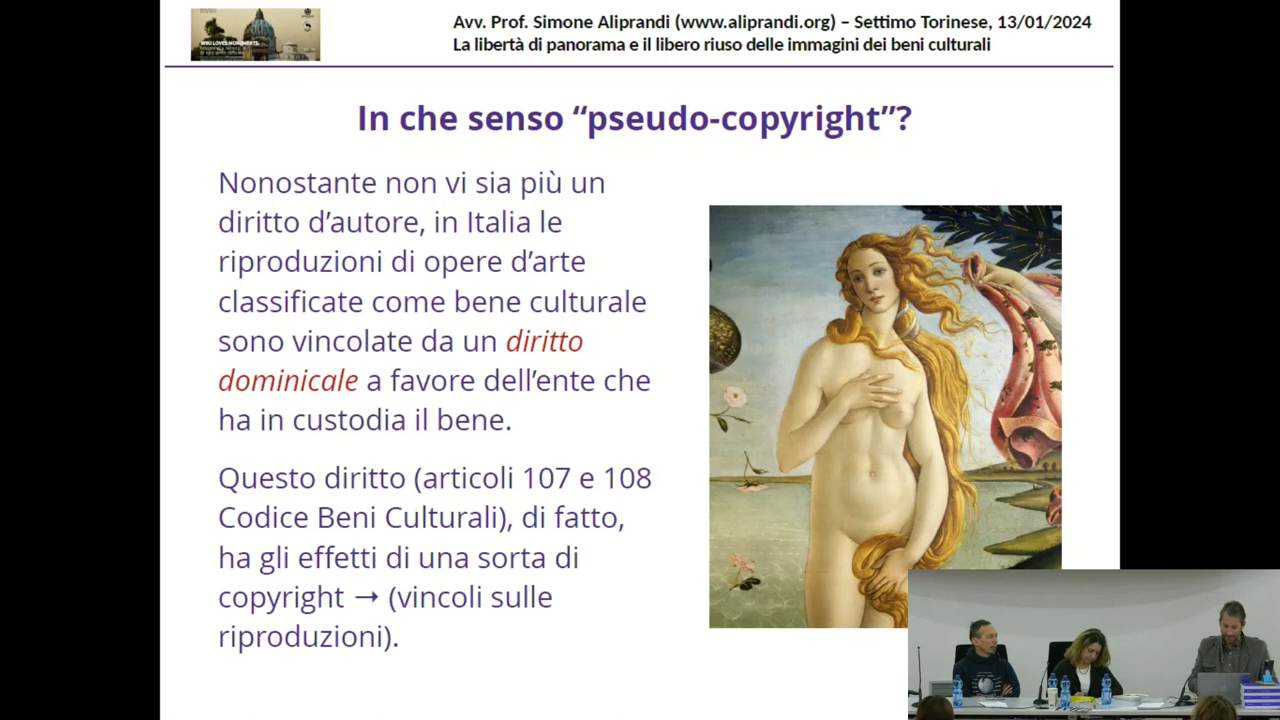 Avv. Prof. Simone Aliprandi (www.aliprandi.org) – Settimo Torinese, 13/01/2024
La libertà di panorama e il libero riuso delle immagini dei beni culturali
WIKI LOVES MONUMENTS
In che senso “pseudo-copyright”?
Nonostante non vi sia più un
diritto d’autore, in Italia le
riproduzioni di opere d’arte
classificate come bene culturale
sono vincolate da un diritto
dominicale a favore dell’ente che
ha in custodia il bene.
Questo diritto (articoli 107 e 108
Codice Beni Culturali), di fatto,
ha gli effetti di una sorta di
copyright → (vincoli sulle
riproduzioni).